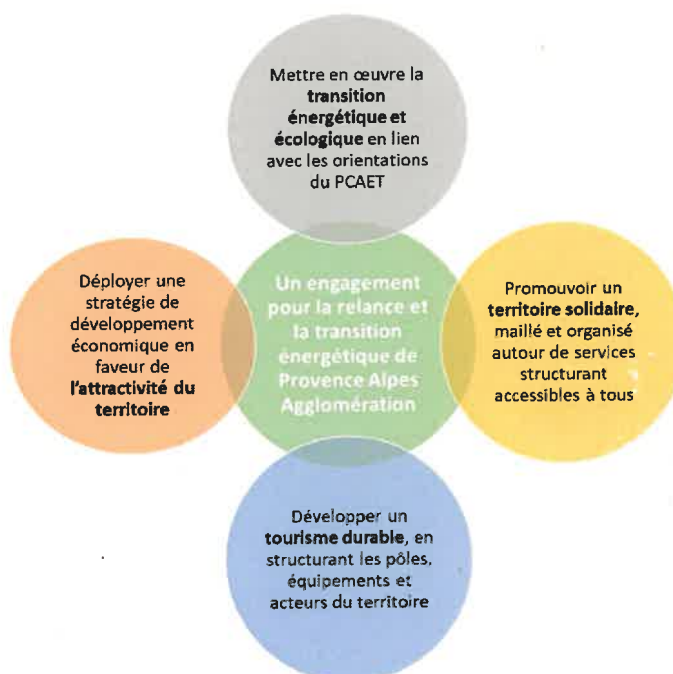 Mettre en œuvre la
transition
énergétique et
écologique en lien
avec les orientations
du PCAET
Déployer une
stratégie de
développement
économique en
faveur de
l'attractivité du
territoire
Un engagement
pour la relance et
la transition
énergétique de
Provence Alpes
Agglomération
Promouvoir un
territoire solidaire,
maillé et organisé
autour de services
structurant
accessibles à tous
Développer un
tourisme durable, en
structurant les pôles,
équipements et
acteurs du territoire